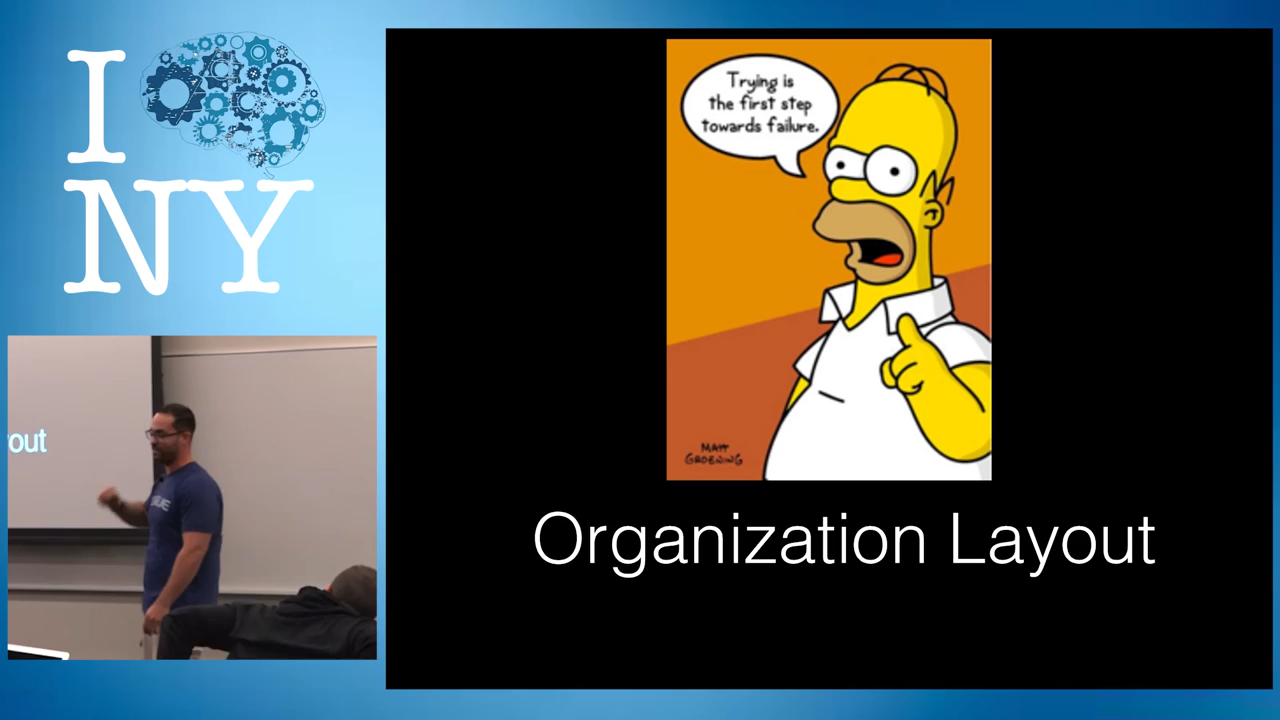 I
NY
Trying is
the first step
towards failure.
MATT
GROENING
Organization Layout
out